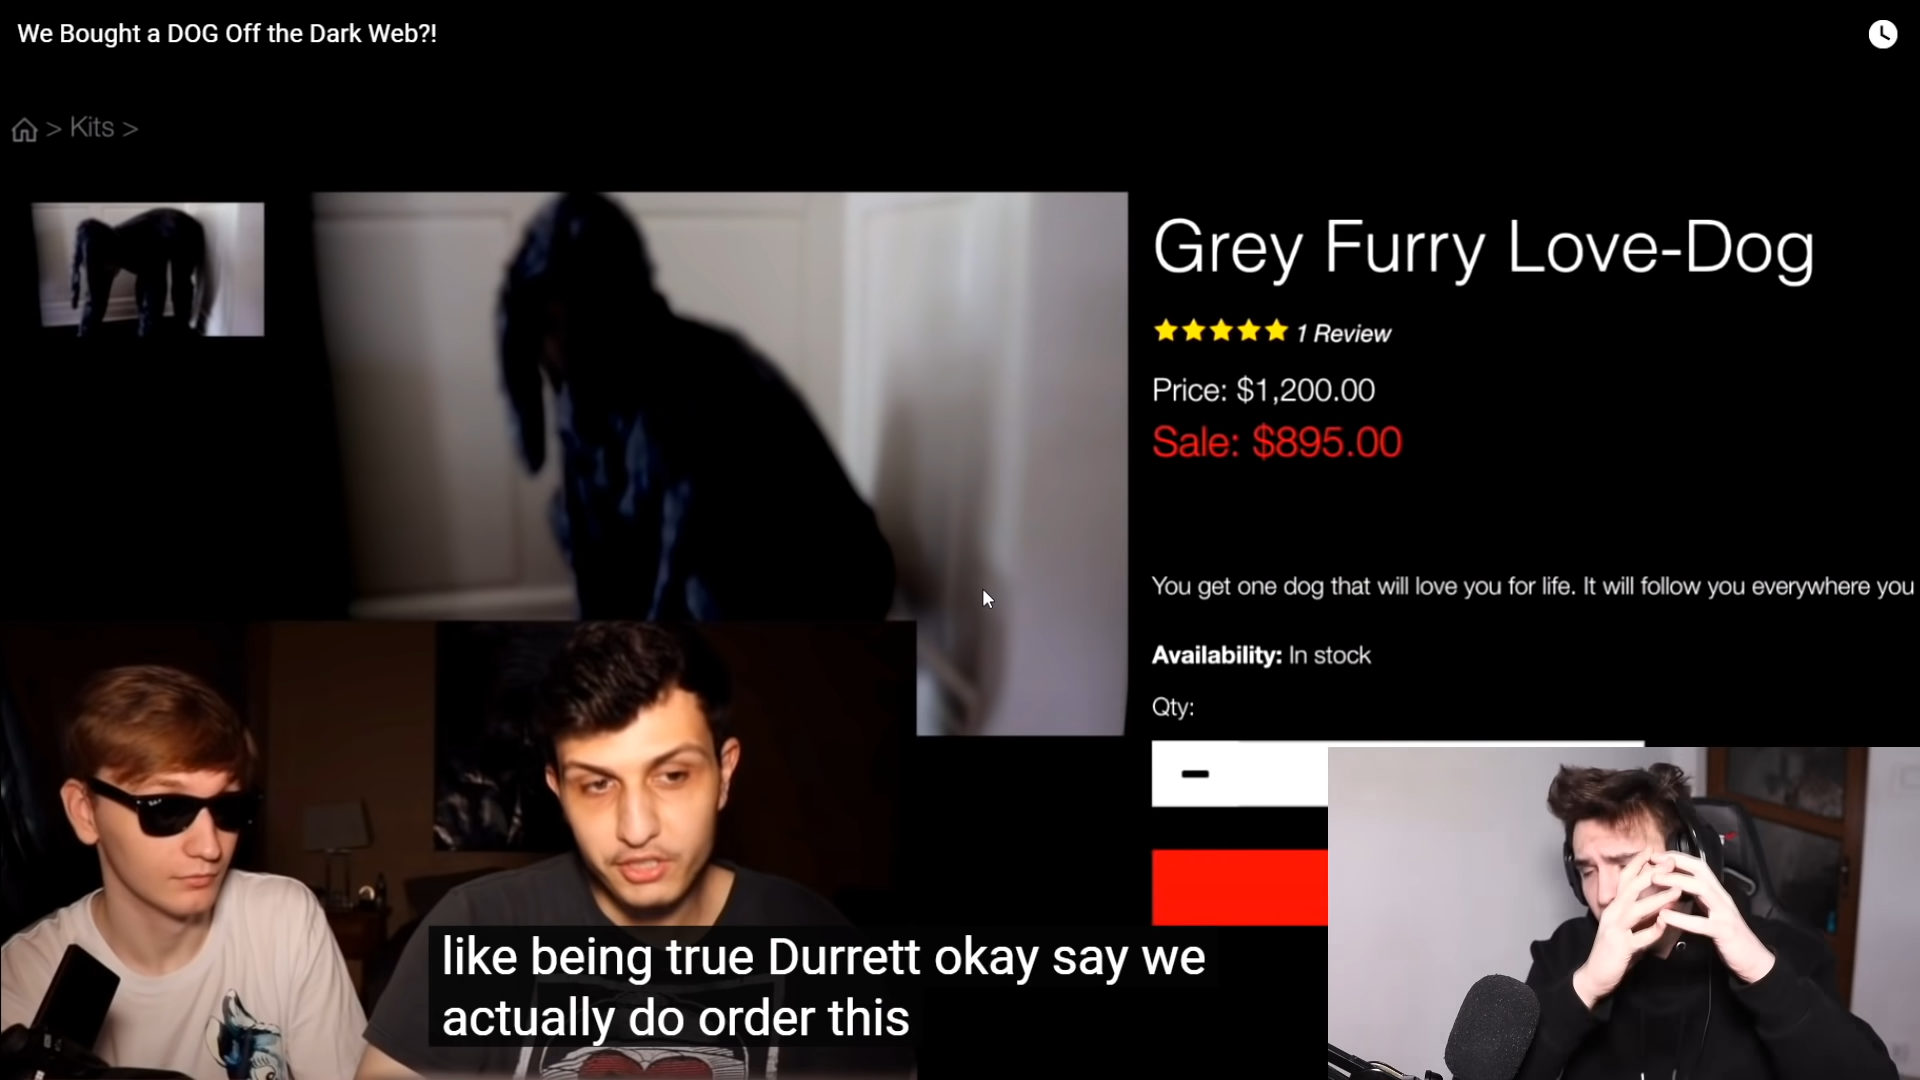 We Bought a DOG Off the Dark Web?!
> Kits >
Grey Furry Love-Dog
1 Review
Price: $1,200.00
Sale: $895.00
You get one dog that will love you for life. It will follow you everywhere you
Availability: In stock
Qty:
like being true Durrett okay say we
actually do order this